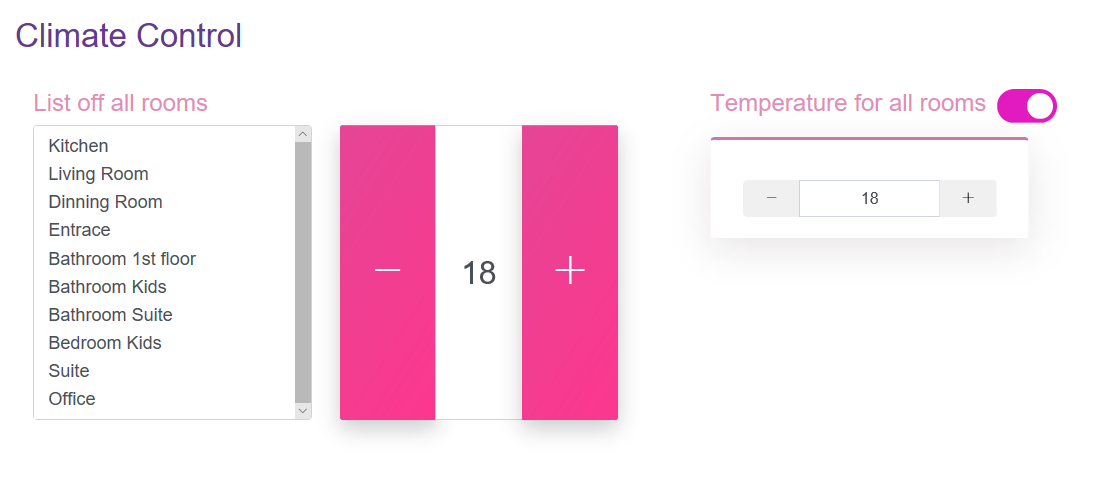 Climate Control
List off all rooms
Kitchen
Living Room
Dinning Room
Entrace
Bathroom 1st floor
Bathroom Kids
Bathroom Suite
Bedroom Kids
Suite
Office
− 18 +
Temperature for all rooms
− 18 +